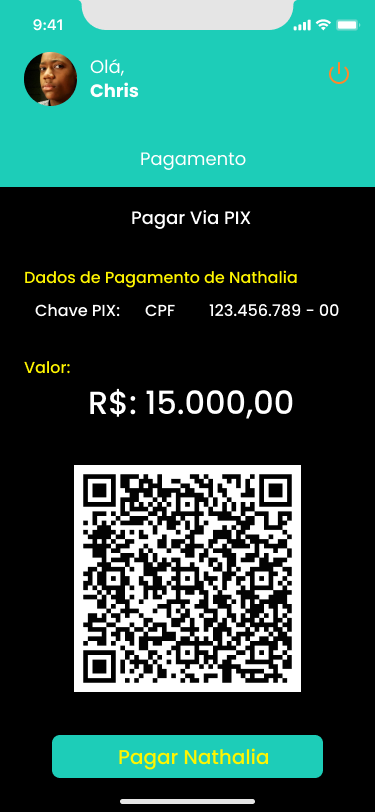 9:41
Olá,
Chris
Pagamento
Pagar Via PIX
Dados de Pagamento de Nathalia
Chave PIX: CPF 123.456.789 - 00
Valor:
R$: 15.000,00
Pagar Nathalia